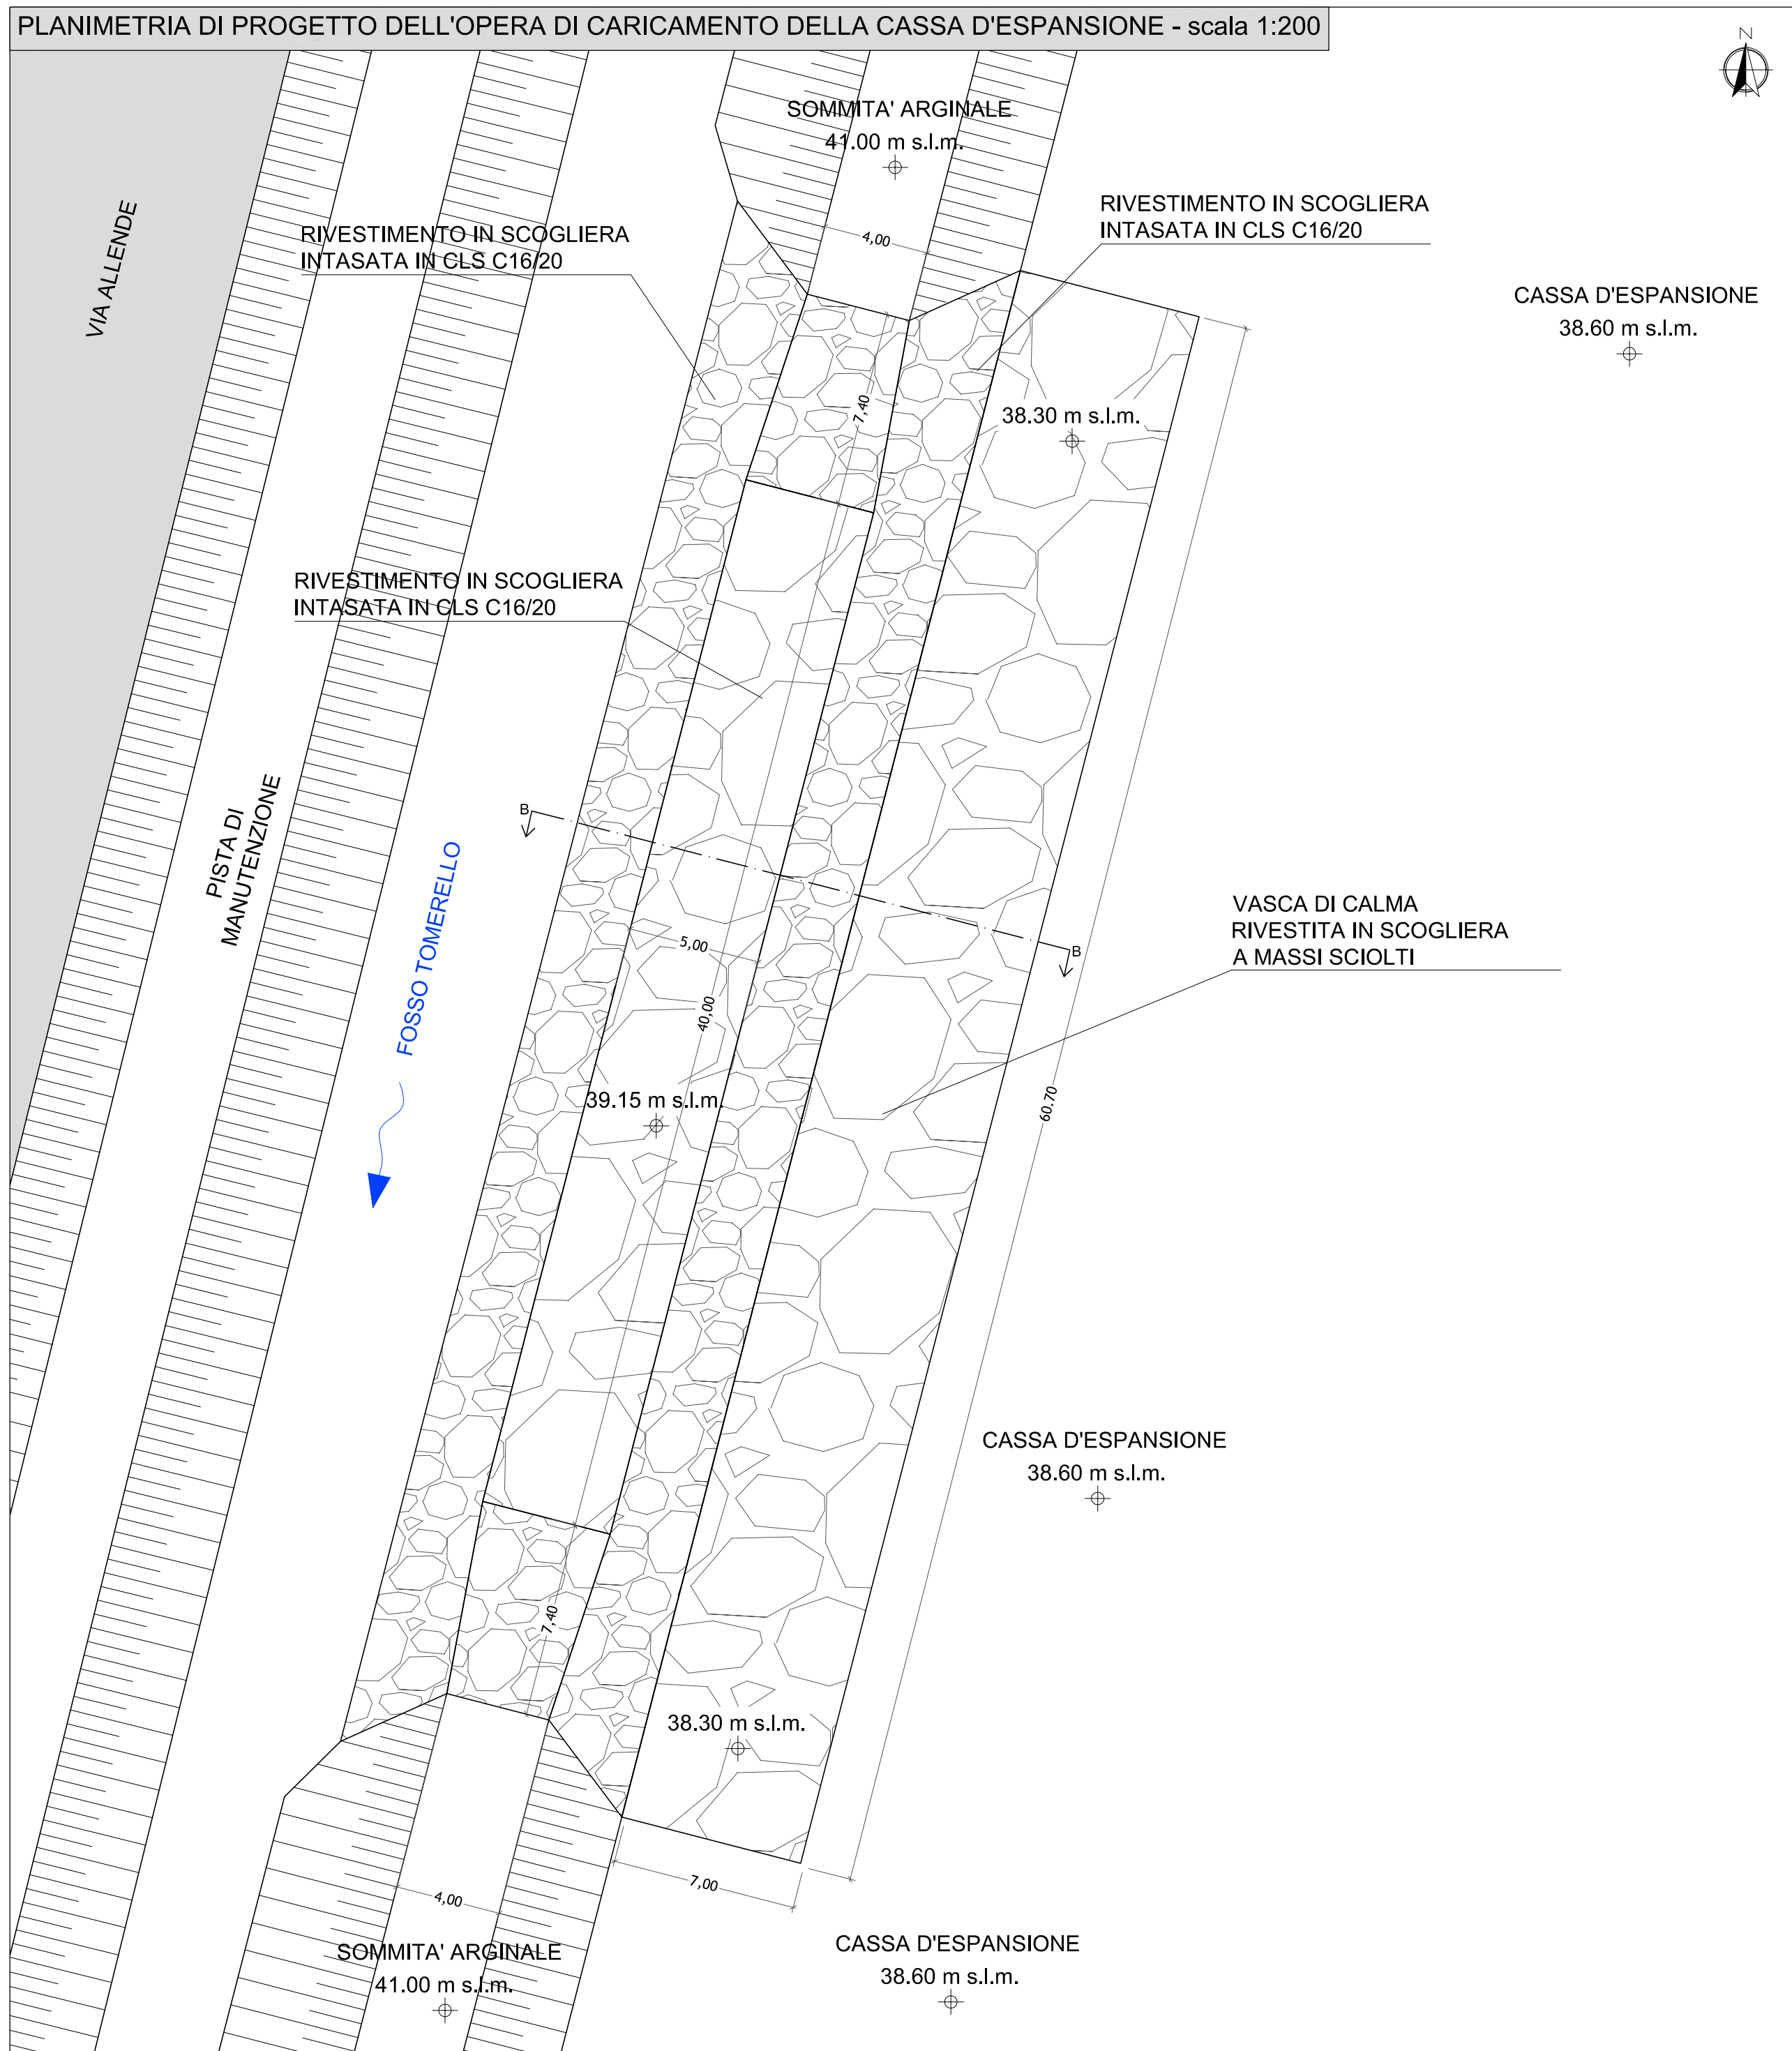 PLANIMETRIA DI PROGETTO DELL'OPERA DI CARICAMENTO DELLA CASSA D'ESPANSIONE - scala 1:200
N
SOMMITA' ARGINALE
41.00 m s.l.m.
RIVESTIMENTO IN SCOGLIERA
INTASATA IN CLS C16/20
VIA ALLENDE
RIVESTIMENTO IN SCOGLIERA
INTASATA IN CLS C16/20
4,00
CASSA D'ESPANSIONE
38.60 m s.l.m.
7,40
38.30 m s.l.m.
RIVESTIMENTO IN SCOGLIERA
INTASATA IN CLS C16/20
B
PISTA DI
MANUTENZIONE
FOSSO TOMERELLO
5,00
B
VASCA DI CALMA
RIVESTITA IN SCOGLIERA
A MASSI SCIOLTI
40,00
39.15 m s.l.m.
60.70
CASSA D'ESPANSIONE
38.60 m s.l.m.
7,40
38.30 m s.l.m.
7,00
4,00
SOMMITA' ARGINALE
41.00 m s.l.m.
CASSA D'ESPANSIONE
38.60 m s.l.m.